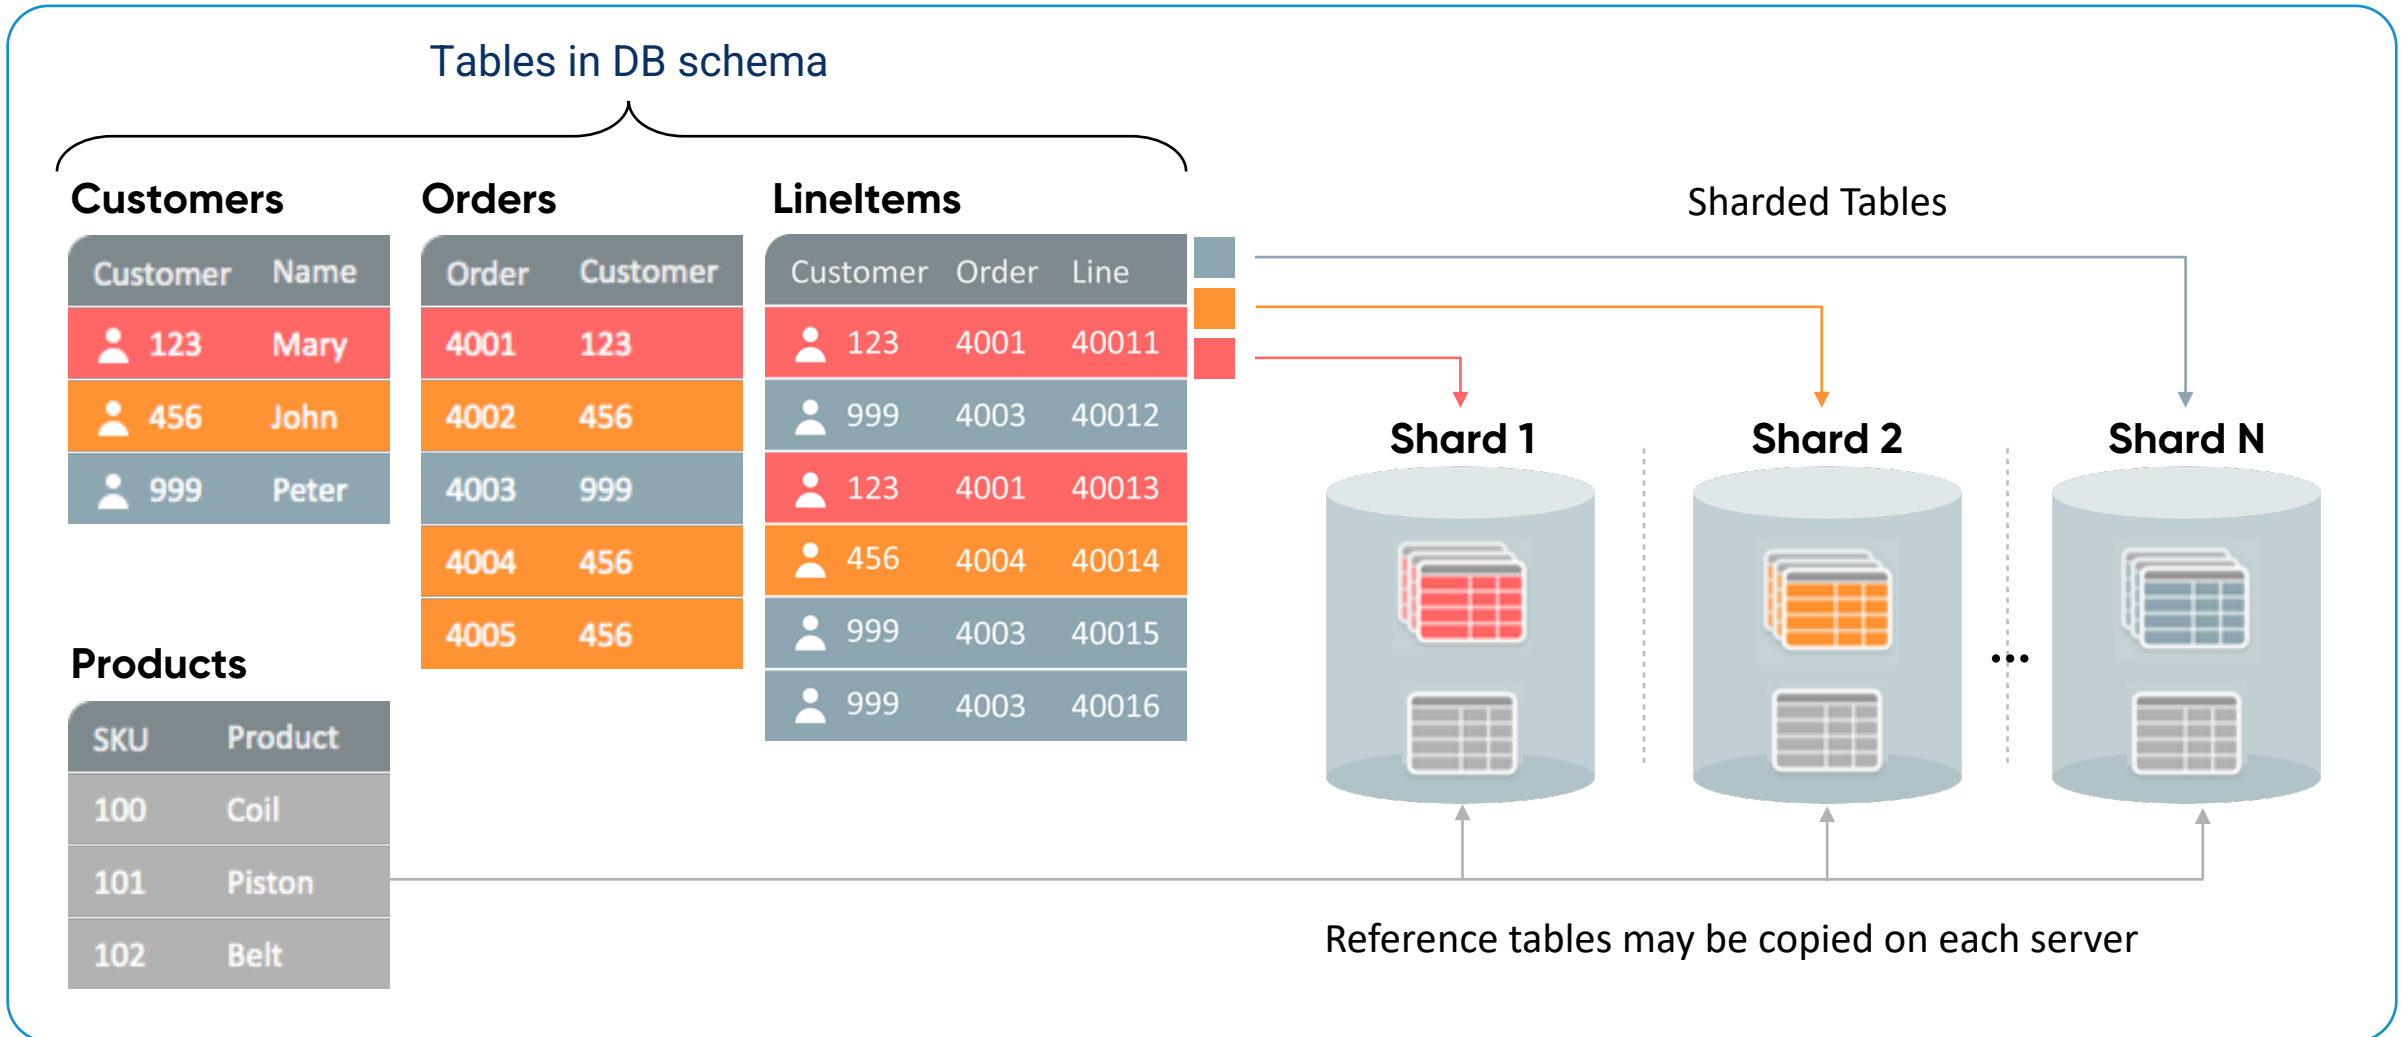 Tables in DB schema
Customers
Customer Name
123 Mary
456 John
999 Peter
Orders
Order Customer
4001 123
4002 456
4003 999
4004 456
4005 456
LineItems
Customer Order Line
123 4001 40011
999 4003 40012
123 4001 40013
456 4004 40014
999 4003 40015
999 4003 40016
Products
SKU Product
100 Coil
101 Piston
102 Belt
Sharded Tables
Shard 1
Shard 2
Shard N
...
Reference tables may be copied on each server